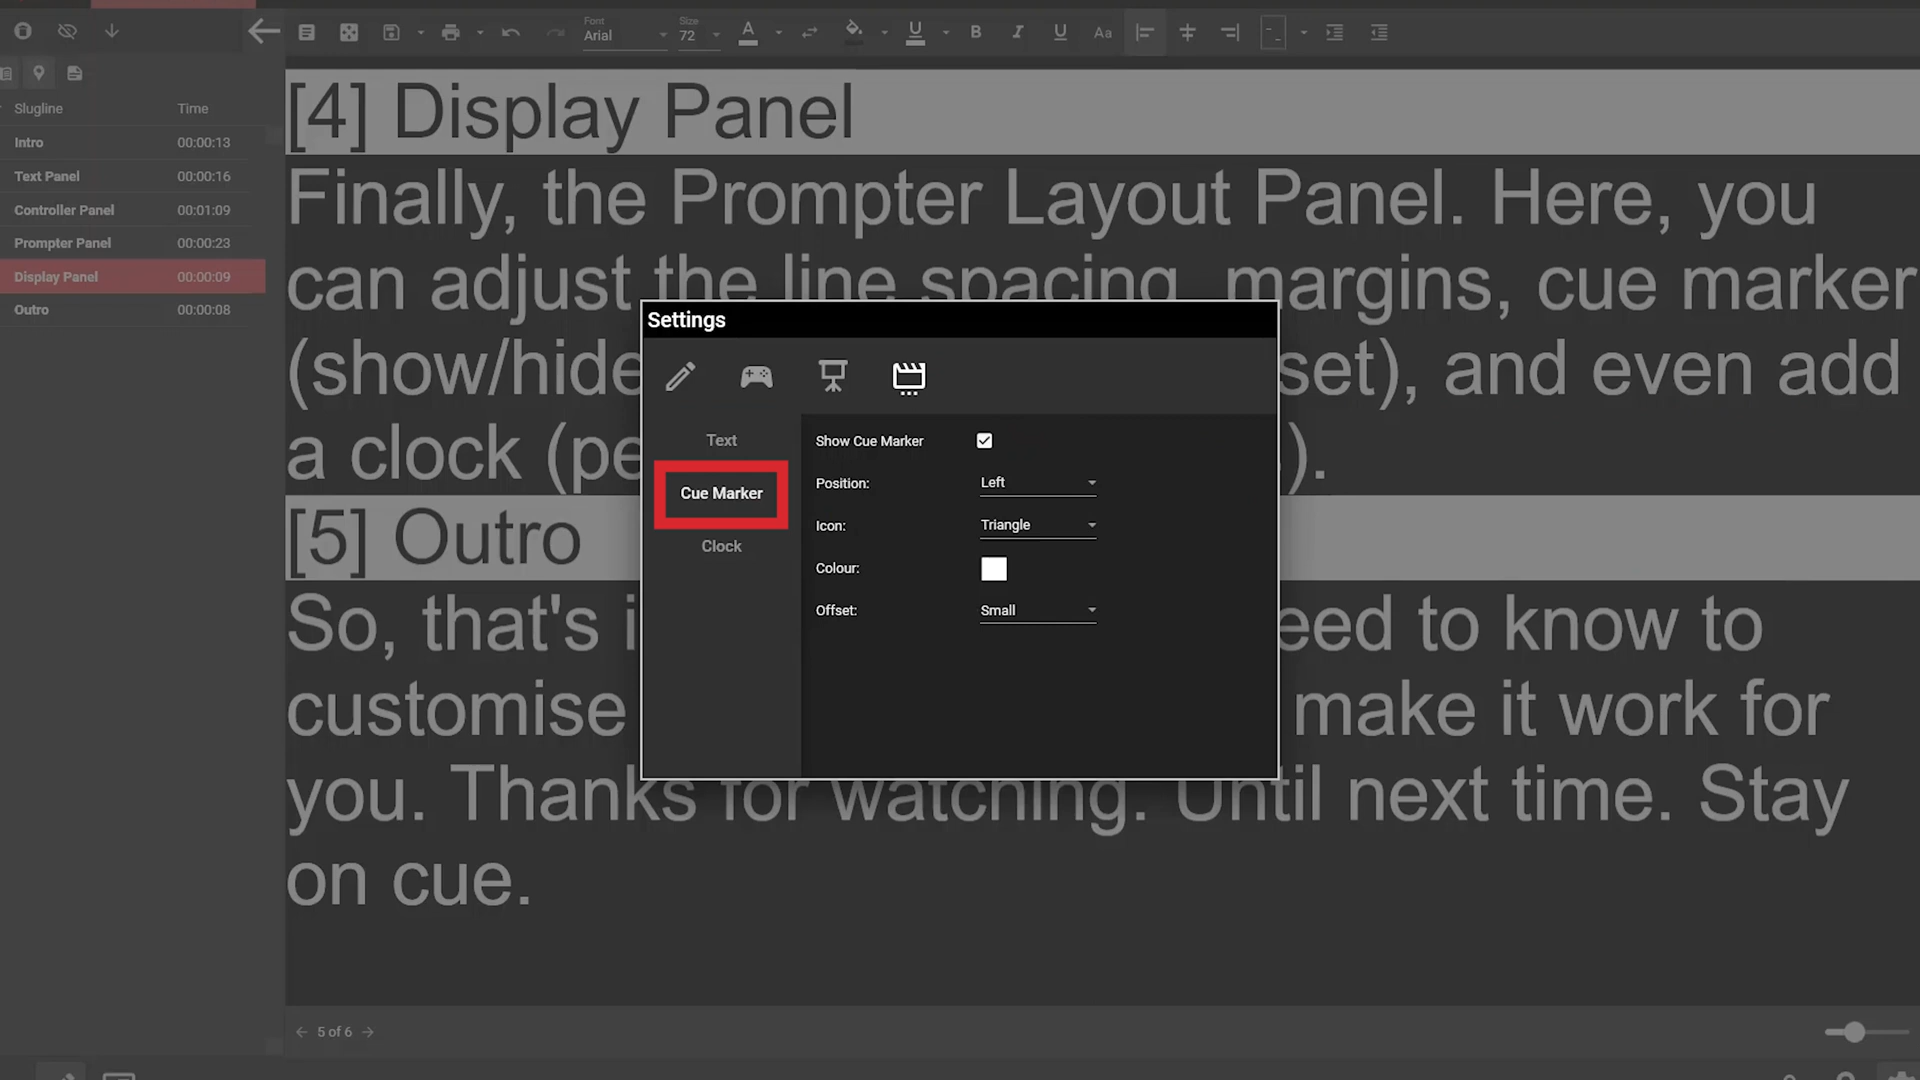 Font
Arial
Size
72
Aa
Slugline Time
Intro 00:00:13
Text Panel 00:00:16
Controller Panel 00:01:09
Prompter Panel 00:00:23
Display Panel 00:00:09
Outro 00:00:08
[4] Display Panel
Finally, the Prompter Layout Panel. Here, you
can adjust the line spacing, margins, cue marker
(show/hide set), and even add
a clock (pe ).
[5] Outro
So, that's i eed to know to
customise make it work for
you. Thanks for watching. Until next time. Stay
on cue.
Settings
Text
Cue Marker
Clock
Show Cue Marker
Position: Left
Icon: Triangle
Colour:
Offset: Small
5 of 6